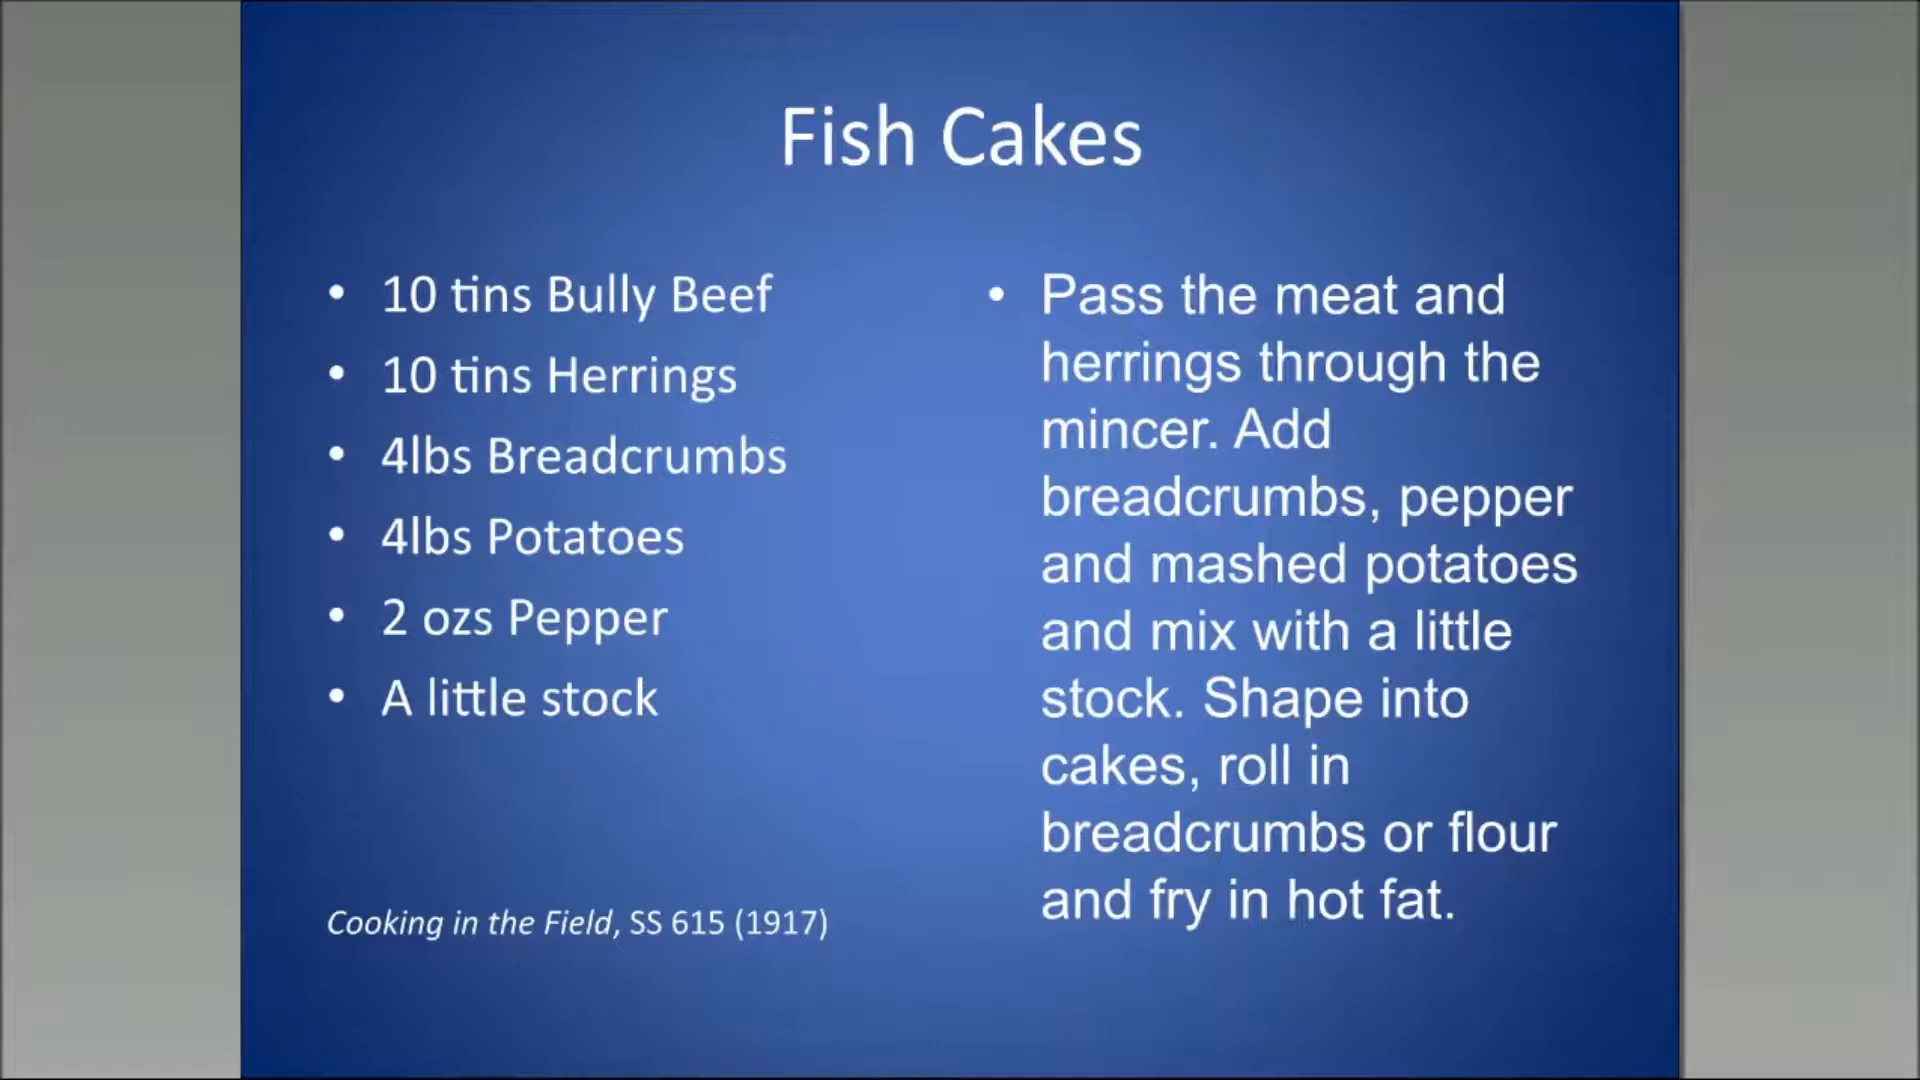 Fish Cakes
• 10 tins Bully Beef
• 10 tins Herrings
• 4lbs Breadcrumbs
• 4lbs Potatoes
• 2 ozs Pepper
• A little stock
Cooking in the Field, SS 615 (1917)
• Pass the meat and
herrings through the
mincer. Add
breadcrumbs, pepper
and mashed potatoes
and mix with a little
stock. Shape into
cakes, roll in
breadcrumbs or flour
and fry in hot fat.